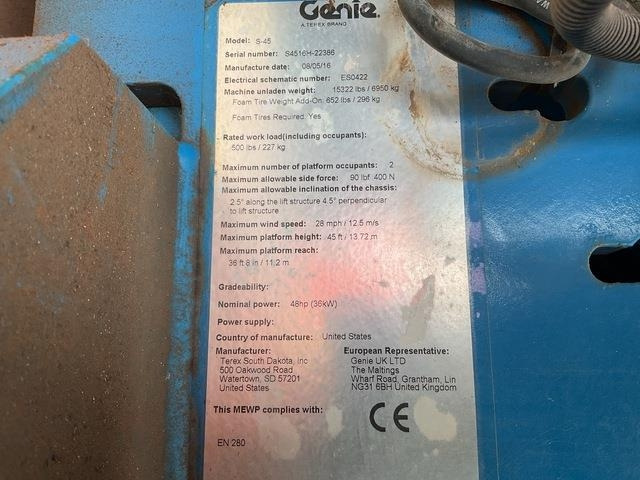 Genie.
A TEREX BRAND
Model: S-45
Serial number: S4516H-22386
Manufacture date: 08/05/16
Electrical schematic number: ES0422
Machine unladen weight: 15322 lbs / 6950 kg
Foam Tire Weight Add-On: 652 lbs / 296 kg
Foam Tires Required: Yes
Rated work load(including occupants):
500 lbs / 227 kg
Maximum number of platform occupants: 2
Maximum allowable side force: 90 lbf 400 N
Maximum allowable inclination of the chassis:
2.5° along the lift structure 4.5° perpendicular
to lift structure
Maximum wind speed: 28 mph / 12.5 m/s
Maximum platform height: 45 ft / 13.72 m
Maximum platform reach:
36 ft 8 in / 11.2 m
Gradeability:
Nominal power: 48hp (36kW)
Power supply:
Country of manufacture: United States
Manufacturer:
Terex South Dakota, Inc
500 Oakwood Road
Watertown, SD 57201
United States
European Representative:
Genie UK LTD
The Maltings
Wharf Road, Grantham, Lin
NG31 6BH United Kingdom
This MEWP complies with:
CE
EN 280